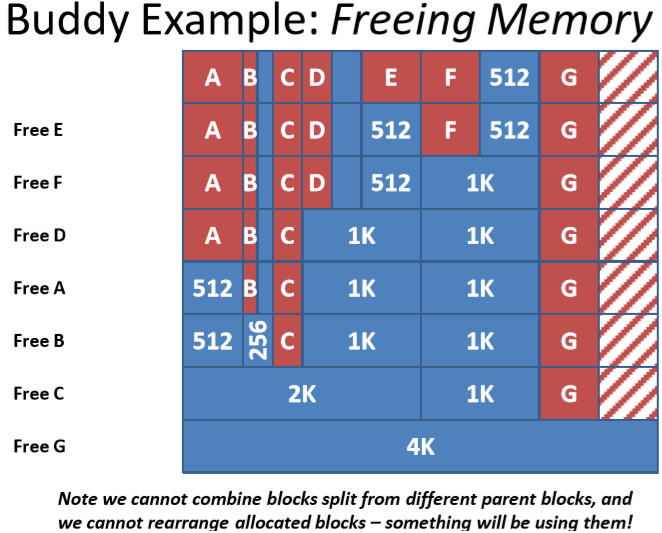 Buddy Example: Freeing Memory
A B C D E F 512 G
Free E A B C D 512 F 512 G
Free F A B C D 512 1K G
Free D A B C 1K 1K G
Free A 512 B C 1K 1K G
Free B 512 256 C 1K 1K G
Free C 2K 1K G
Free G 4K
Note we cannot combine blocks split from different parent blocks, and
we cannot rearrange allocated blocks – something will be using them!